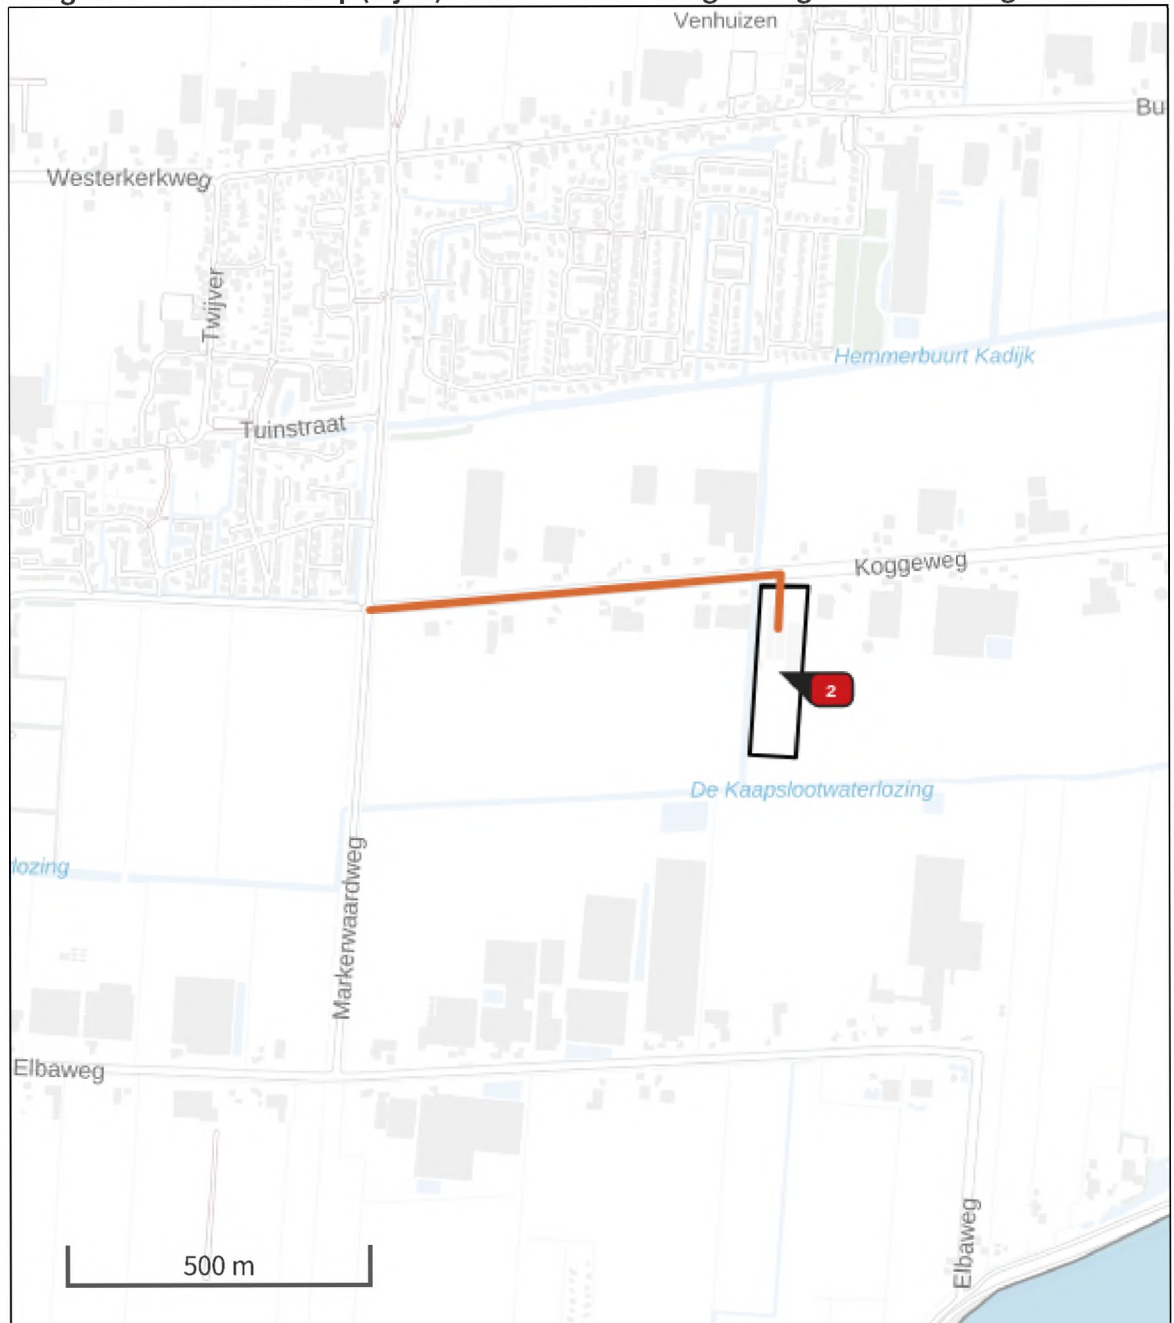 Venhuizen
Bu
Westerkerkweg
Twijver
Hemmerbuurt Kadijk
Tuinstraat
Koggeweg
2
De Kaapslootwaterlozing
lozing
Markerwaardweg
Elbaweg
Elbaweg
500 m